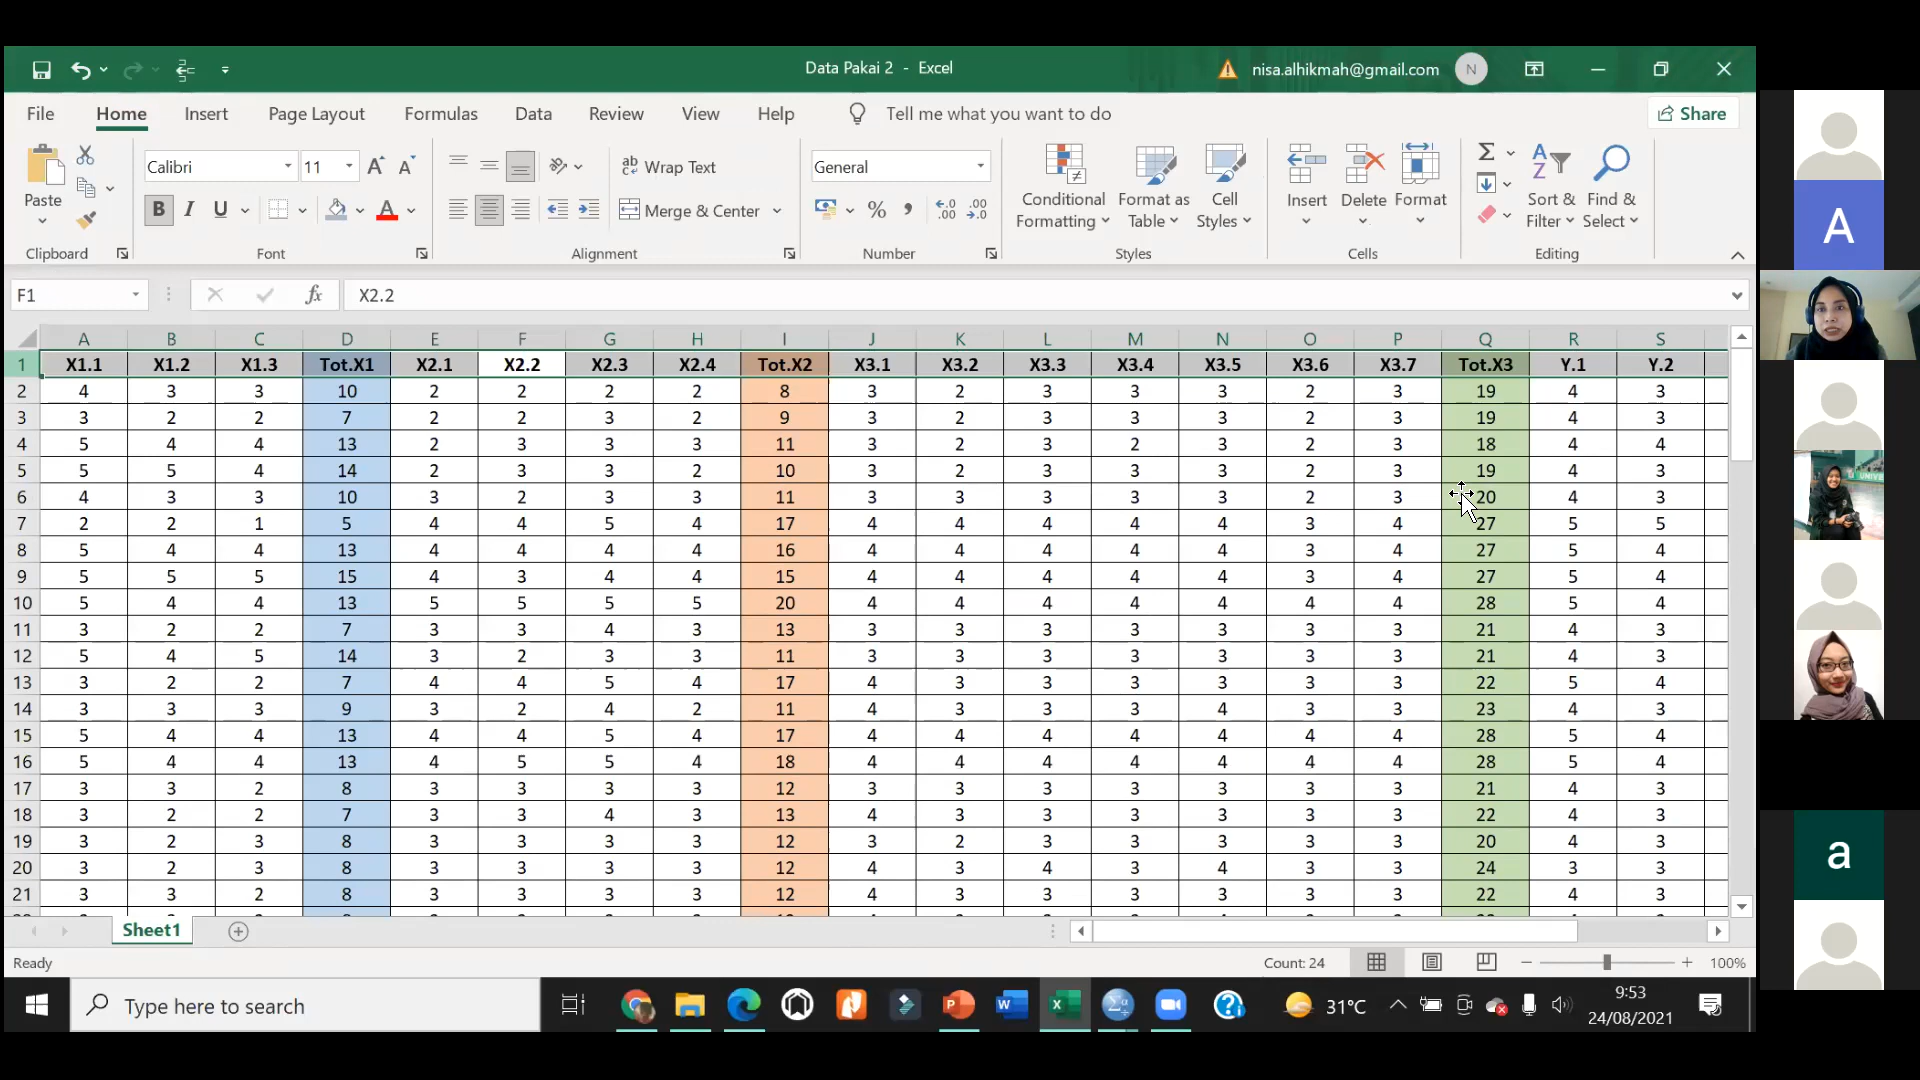 Data Pakai 2 - Excel
nisa.alhikmah@gmail.com N
File Home Insert Page Layout Formulas Data Review View Help Tell me what you want to do Share
Paste Calibri 11 Wrap Text General
B I U Merge & Center % Conditional Formatting Format as Table Cell Styles Insert Delete Format Sort & Filter Find & Select
Clipboard Font Alignment Number Styles Cells Editing
F1 fx X2.2
A B C D E F G H I J K L M N O P Q R S
1 X1.1 X1.2 X1.3 Tot.X1 X2.1 X2.2 X2.3 X2.4 Tot.X2 X3.1 X3.2 X3.3 X3.4 X3.5 X3.6 X3.7 Tot.X3 Y.1 Y.2
2 4 3 3 10 2 2 2 2 8 3 2 3 3 3 2 3 19 4 3
3 3 2 2 7 2 2 3 2 9 3 2 3 3 3 2 3 19 4 3
4 5 4 4 13 2 3 3 3 11 3 2 3 2 3 2 3 18 4 4
5 5 5 4 14 2 3 3 2 10 3 2 3 3 3 2 3 19 4 3
6 4 3 3 10 3 2 3 3 11 3 3 3 3 3 2 3 20 4 3
7 2 2 1 5 4 4 5 4 17 4 4 4 4 4 3 4 27 5 5
8 5 4 4 13 4 4 4 4 16 4 4 4 4 4 3 4 27 5 4
9 5 5 5 15 4 3 4 4 15 4 4 4 4 4 3 4 27 5 4
10 5 4 4 13 5 5 5 5 20 4 4 4 4 4 4 4 28 5 4
11 3 2 2 7 3 3 4 3 13 3 3 3 3 3 3 3 21 4 3
12 5 4 5 14 3 2 3 3 11 3 3 3 3 3 3 3 21 4 3
13 3 2 2 7 4 4 5 4 17 4 3 3 3 3 3 3 22 5 4
14 3 3 3 9 3 2 4 2 11 4 3 3 3 4 3 3 23 4 3
15 5 4 4 13 4 4 5 4 17 4 4 4 4 4 4 4 28 5 4
16 5 4 4 13 4 5 5 4 18 4 4 4 4 4 4 4 28 5 4
17 3 3 2 8 3 3 3 3 12 3 3 3 3 3 3 3 21 4 3
18 3 2 2 7 3 3 4 3 13 4 3 3 3 3 3 3 22 4 3
19 3 2 3 8 3 3 3 3 12 3 2 3 3 3 3 3 20 4 3
20 3 2 3 8 3 3 3 3 12 4 3 4 3 4 3 3 24 3 3
21 3 3 2 8 3 3 3 3 12 4 3 3 3 3 3 3 22 4 3
Sheet1
Ready Count: 24 100%
Type here to search 31°C 9:53
24/08/2021
A
UNIVE
a